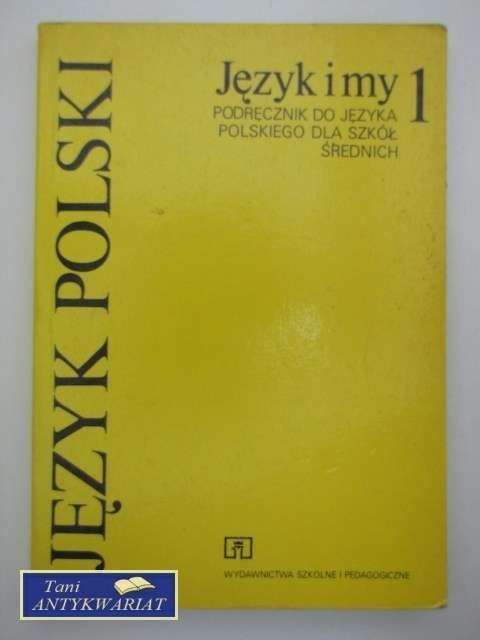 JĘZYK POLSKI
Język i my 1
PODRĘCZNIK DO JĘZYKA
POLSKIEGO DLA SZKÓŁ
ŚREDNICH
WYDAWNICTWA SZKOLNE I PEDAGOGICZNE
Tani
ANTYKWARIAT